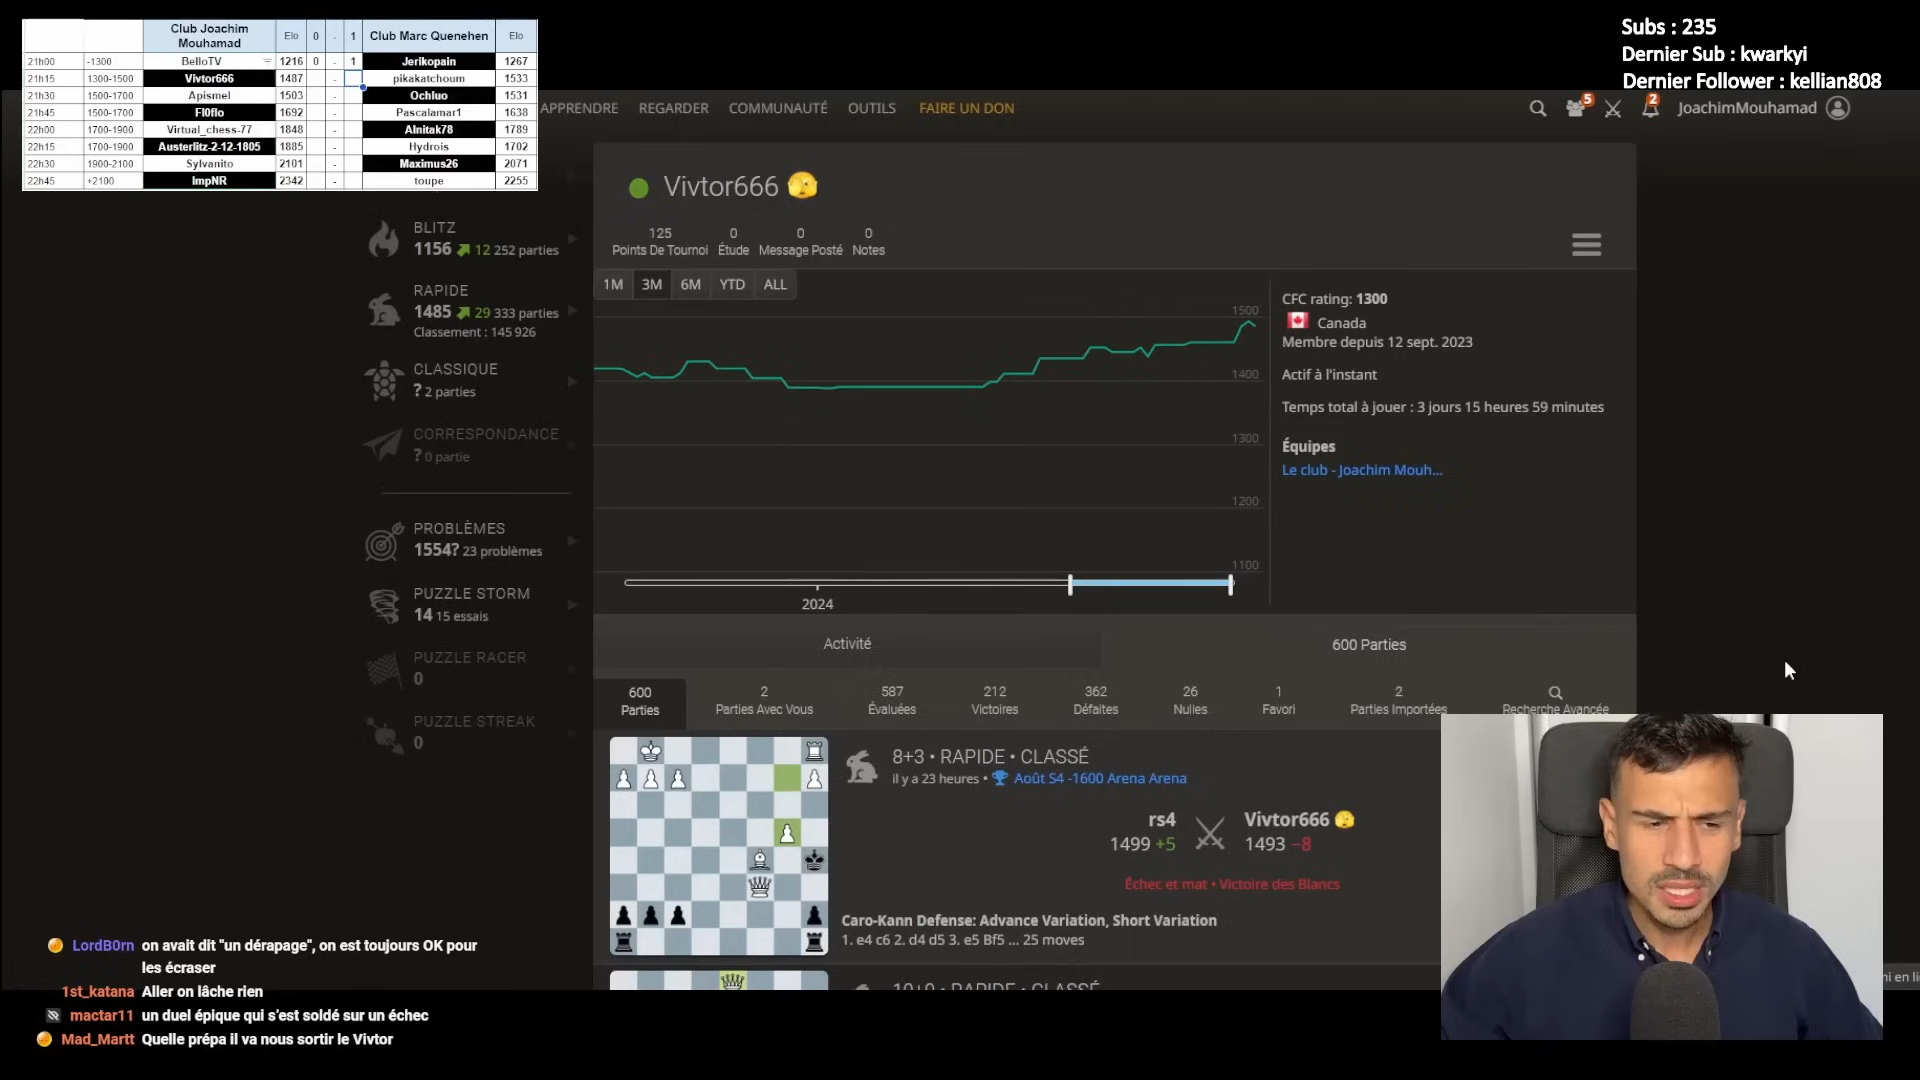 Club Joachim Mouhamad Elo 0 - 1 Club Marc Quenehen Elo
21h00 -1300 BelloTV 1216 0 - 1 Jerikopain 1267
21h15 1300-1500 Vivtor666 1487 - pikakatchoum 1533
21h30 1500-1700 Apismel 1503 - Ochluo 1531
21h45 1500-1700 Fl0flo 1692 - Pascalamar1 1638
22h00 1700-1900 Virtual_chess-77 1848 - Alnitak78 1789
22h15 1700-1900 Austerlitz-2-12-1805 1885 - Hydrois 1702
22h30 1900-2100 Sylvanito 2101 - Maximus26 2071
22h45 +2100 ImpNR 2342 - toupe 2255
Subs : 235
Dernier Sub : kwarkyi
Dernier Follower : kellian808
APPRENDRE REGARDER COMMUNAUTÉ OUTILS FAIRE UN DON
5 2 JoachimMouhamad
BLITZ
1156 12 252 parties
RAPIDE
1485 29 333 parties
Classement : 145 926
CLASSIQUE
? 2 parties
CORRESPONDANCE
? 0 partie
PROBLÈMES
1554? 23 problèmes
PUZZLE STORM
14 15 essais
PUZZLE RACER
0
PUZZLE STREAK
0
Vivtor666
125 0 0 0
Points De Tournoi Étude Message Posté Notes
1M 3M 6M YTD ALL
1500
1400
1300
1200
1100
2024
CFC rating: 1300
Canada
Membre depuis 12 sept. 2023
Actif à l'instant
Temps total à jouer : 3 jours 15 heures 59 minutes
Équipes
Le club - Joachim Mouh...
Activité 600 Parties
600 2 587 212 362 26 1 2
Parties Parties Avec Vous Évaluées Victoires Défaites Nulles Favori Parties Importées Recherche Avancée
8+3 • RAPIDE • CLASSÉ
il y a 23 heures • Août S4 -1600 Arena Arena
rs4 Vivtor666
1499 +5 1493 −8
Échec et mat • Victoire des Blancs
Caro-Kann Defense: Advance Variation, Short Variation
1. e4 c6 2. d4 d5 3. e5 Bf5 ... 25 moves
10+0 • RAPIDE • CLASSÉ
LordB0rn on avait dit "un dérapage", on est toujours OK pour
les écraser
1st_katana Aller on lâche rien
mactar11 un duel épique qui s'est soldé sur un échec
Mad_Martt Quelle prépa il va nous sortir le Vivtor